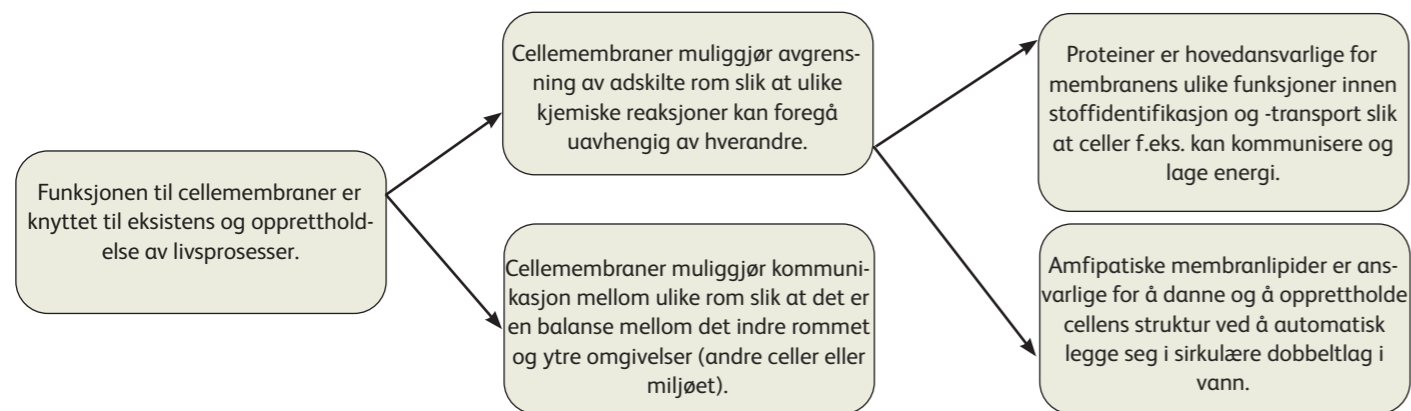 Funksjonen til cellemembraner er
knyttet til eksistens og oppretthold-
else av livsprosesser.
Cellemembraner muliggjør avgrens-
ning av adskilte rom slik at ulike
kjemiske reaksjoner kan foregå
uavhengig av hverandre.
Cellemembraner muliggjør kommuni-
kasjon mellom ulike rom slik at det er
en balanse mellom det indre rommet
og ytre omgivelser (andre celler eller
miljøet).
Proteiner er hovedansvarlige for
membranens ulike funksjoner innen
stoffidentifikasjon og -transport slik
at celler f.eks. kan kommunisere og
lage energi.
Amfipatiske membranlipider er ans-
varlige for å danne og å opprettholde
cellens struktur ved å automatisk
legge seg i sirkulære dobbeltlag i
vann.